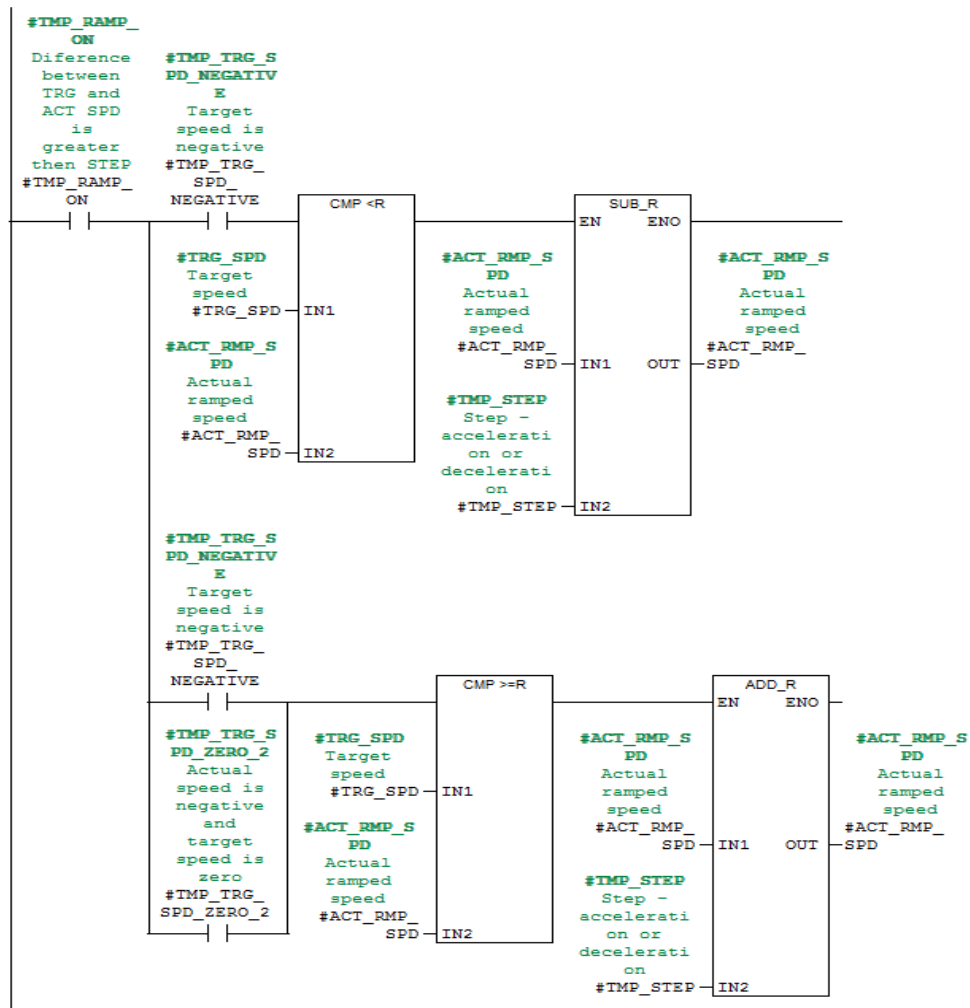 #TMP_RAMP_
ON
Diference
between
TRG and
ACT SPD
is
greater
then STEP
#TMP_RAMP_
ON
#TMP_TRG_S
PD_NEGATIV
E
Target
speed is
negative
#TMP_TRG_
SPD_
NEGATIVE
CMP <R
#TRG_SPD
Target
speed
#TRG_SPD
IN1
#ACT_RMP_S
PD
Actual
ramped
speed
#ACT_RMP_
SPD
IN2
SUB_R
EN ENO
#ACT_RMP_S
PD
Actual
ramped
speed
#ACT_RMP_
SPD
IN1 OUT
#TMP_STEP
Step -
accelerati
on or
decelerati
on
#TMP_STEP
IN2
#ACT_RMP_S
PD
Actual
ramped
speed
#ACT_RMP_
SPD
#TMP_TRG_S
PD_NEGATIV
E
Target
speed is
negative
#TMP_TRG_
SPD_
NEGATIVE
#TMP_TRG_S
PD_ZERO_2
Actual
speed is
negative
and
target
speed is
zero
#TMP_TRG_
SPD_ZERO_2
CMP >=R
#TRG_SPD
Target
speed
#TRG_SPD
IN1
#ACT_RMP_S
PD
Actual
ramped
speed
#ACT_RMP_
SPD
IN2
ADD_R
EN ENO
#ACT_RMP_S
PD
Actual
ramped
speed
#ACT_RMP_
SPD
IN1 OUT
#TMP_STEP
Step -
accelerati
on or
decelerati
on
#TMP_STEP
IN2
#ACT_RMP_S
PD
Actual
ramped
speed
#ACT_RMP_
SPD